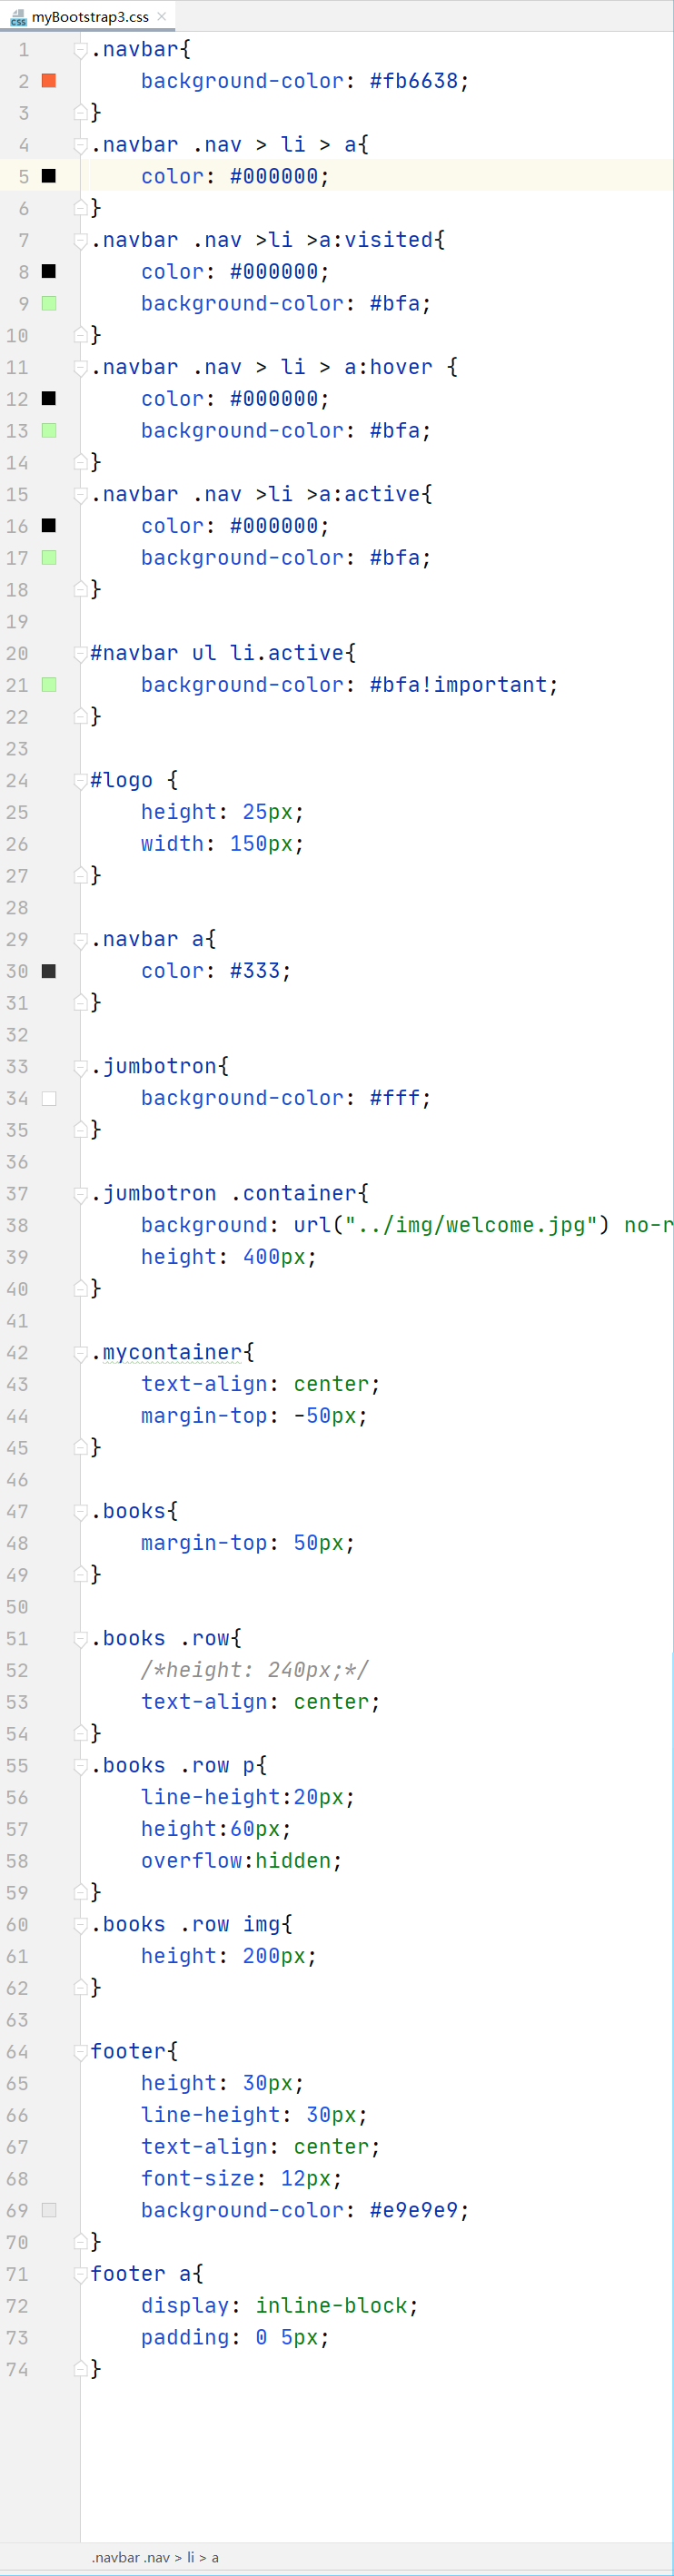 myBootstrap3.css
1 .navbar{
2 background-color: #fb6638;
3 }
4 .navbar .nav > li > a{
5 color: #000000;
6 }
7 .navbar .nav >li >a:visited{
8 color: #000000;
9 background-color: #bfa;
10 }
11 .navbar .nav > li > a:hover {
12 color: #000000;
13 background-color: #bfa;
14 }
15 .navbar .nav >li >a:active{
16 color: #000000;
17 background-color: #bfa;
18 }
19
20 #navbar ul li.active{
21 background-color: #bfa!important;
22 }
23
24 #logo {
25 height: 25px;
26 width: 150px;
27 }
28
29 .navbar a{
30 color: #333;
31 }
32
33 .jumbotron{
34 background-color: #fff;
35 }
36
37 .jumbotron .container{
38 background: url("../img/welcome.jpg") no-r
39 height: 400px;
40 }
41
42 .mycontainer{
43 text-align: center;
44 margin-top: -50px;
45 }
46
47 .books{
48 margin-top: 50px;
49 }
50
51 .books .row{
52 /*height: 240px;*/
53 text-align: center;
54 }
55 .books .row p{
56 line-height:20px;
57 height:60px;
58 overflow:hidden;
59 }
60 .books .row img{
61 height: 200px;
62 }
63
64 footer{
65 height: 30px;
66 line-height: 30px;
67 text-align: center;
68 font-size: 12px;
69 background-color: #e9e9e9;
70 }
71 footer a{
72 display: inline-block;
73 padding: 0 5px;
74 }
.navbar .nav > li > a